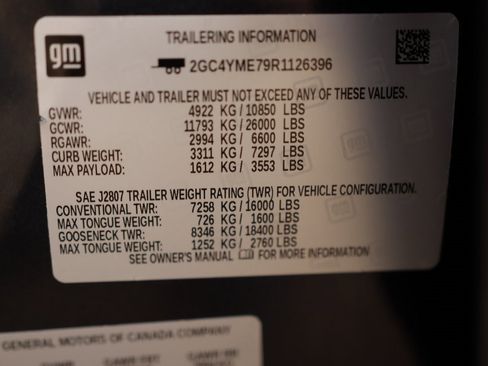 gm
TRAILERING INFORMATION
2GC4YME79R1126396
VEHICLE AND TRAILER MUST NOT EXCEED ANY OF THESE VALUES.
GVWR: 4922 KG / 10850 LBS
GCWR: 11793 KG / 26000 LBS
RGAWR: 2994 KG / 6600 LBS
CURB WEIGHT: 3311 KG / 7297 LBS
MAX PAYLOAD: 1612 KG / 3553 LBS
SAE J2807 TRAILER WEIGHT RATING (TWR) FOR VEHICLE CONFIGURATION.
CONVENTIONAL TWR: 7258 KG / 16000 LBS
MAX TONGUE WEIGHT: 726 KG / 1600 LBS
GOOSENECK TWR: 8346 KG / 18400 LBS
MAX TONGUE WEIGHT: 1252 KG / 2760 LBS
SEE OWNER'S MANUAL FOR MORE INFORMATION
GENERAL MOTORS OF CANADA COMPANY